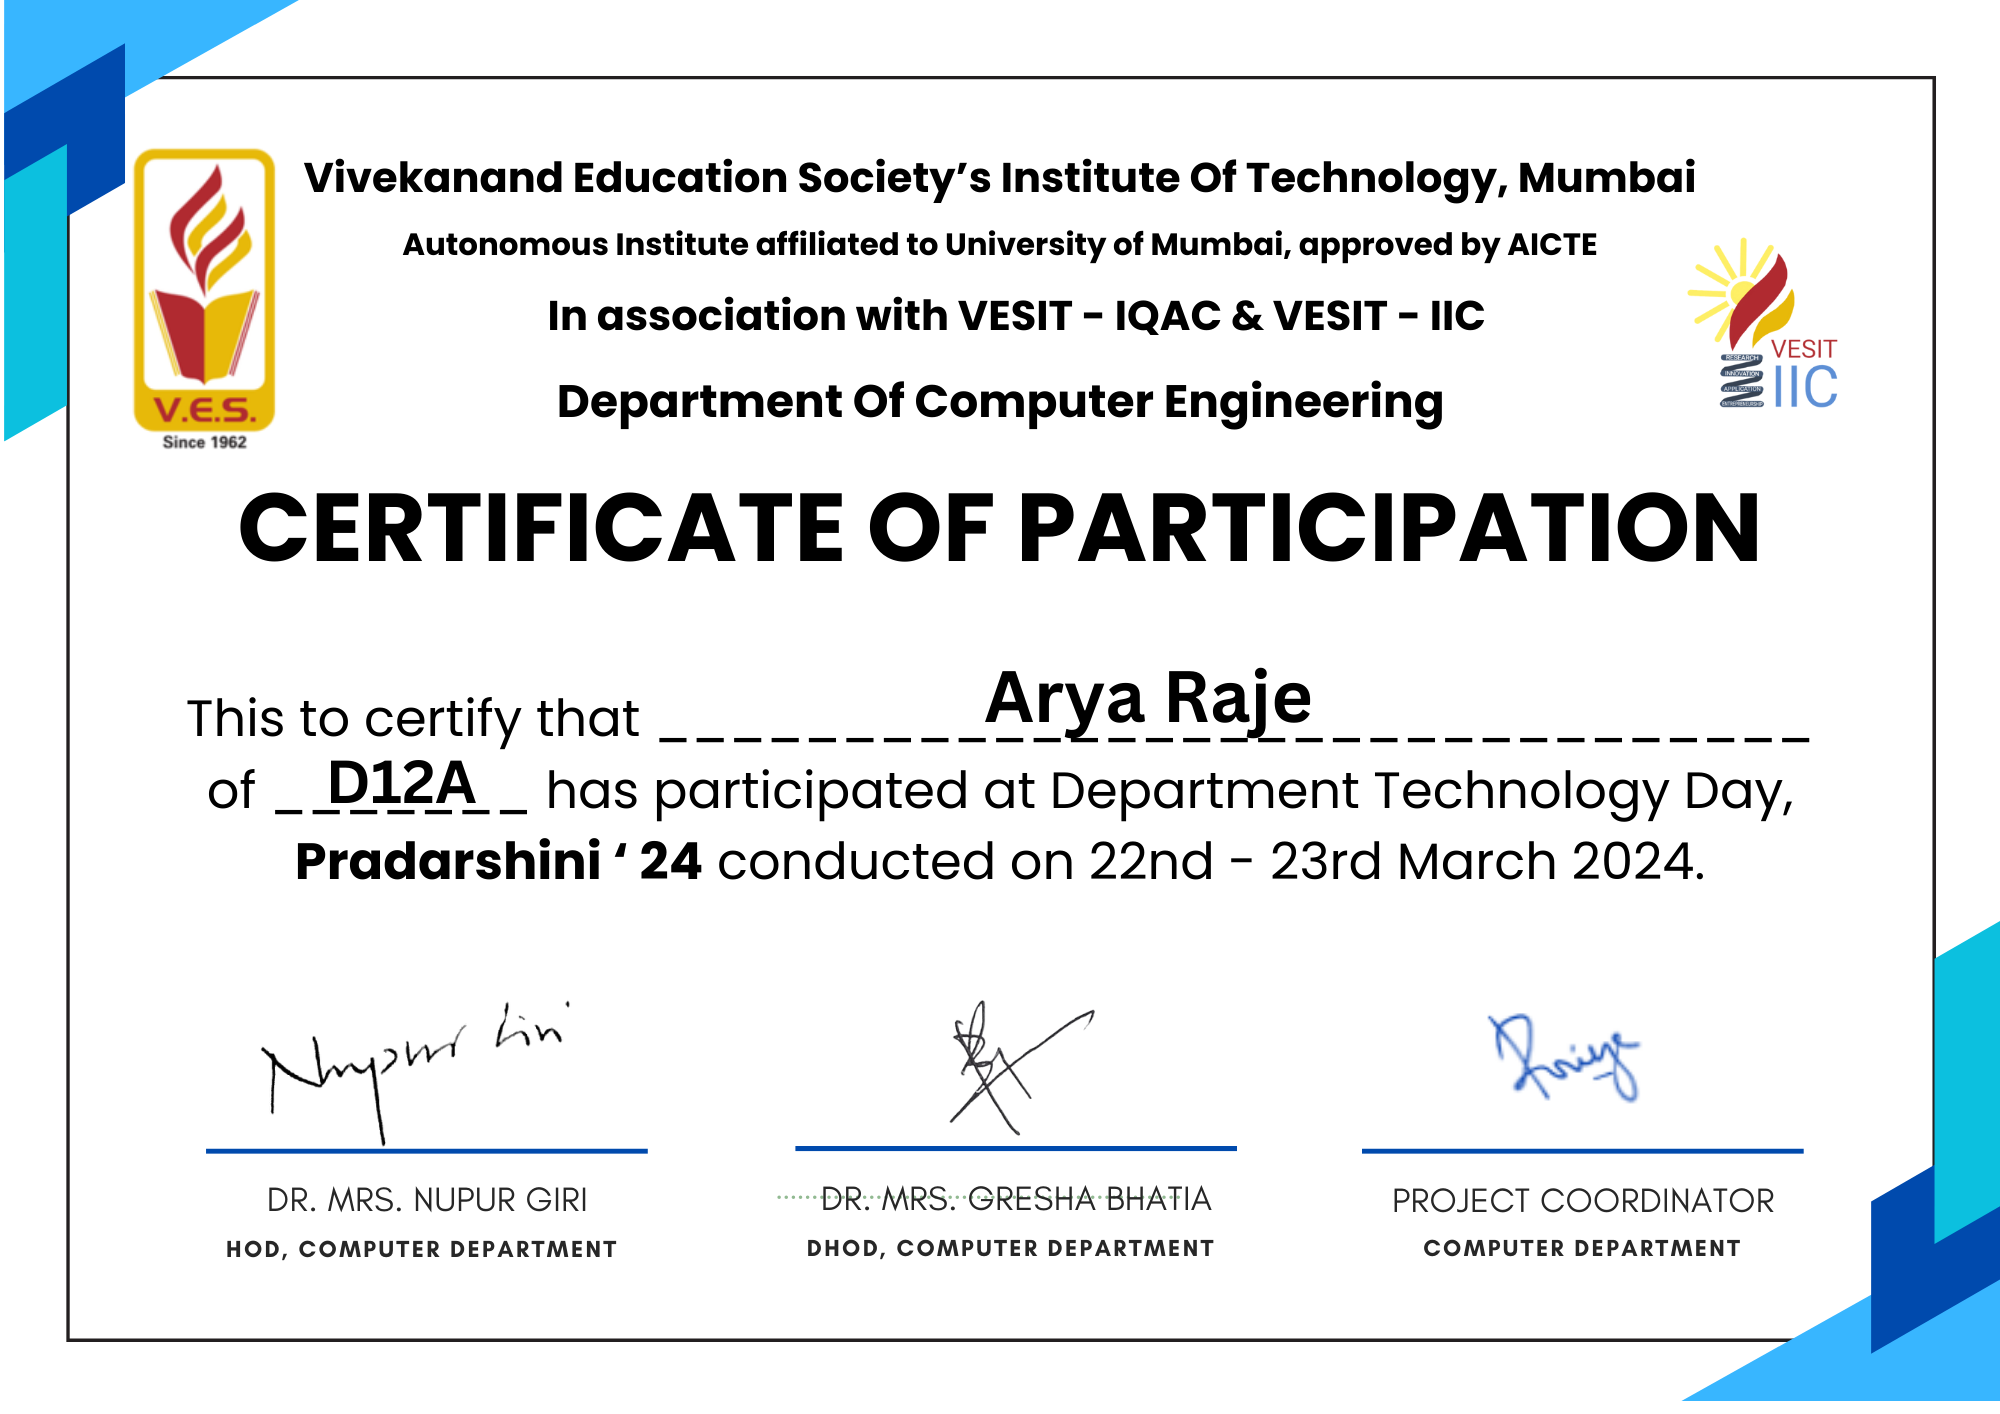 Vivekanand Education Society’s Institute Of Technology, Mumbai
Autonomous Institute affiliated to University of Mumbai, approved by AICTE
In association with VESIT - IQAC & VESIT - IIC
Department Of Computer Engineering
V.E.S.
Since 1962
RESEARCH
INNOVATION
APPLICATION
ENTREPRENEURSHIP
VESIT
IIC
CERTIFICATE OF PARTICIPATION
This to certify that Arya Raje
of D12A has participated at Department Technology Day,
Pradarshini ‘ 24 conducted on 22nd - 23rd March 2024.
Nupur Giri
DR. MRS. NUPUR GIRI
HOD, COMPUTER DEPARTMENT
DR. MRS. GRESHA BHATIA
DHOD, COMPUTER DEPARTMENT
PROJECT COORDINATOR
COMPUTER DEPARTMENT